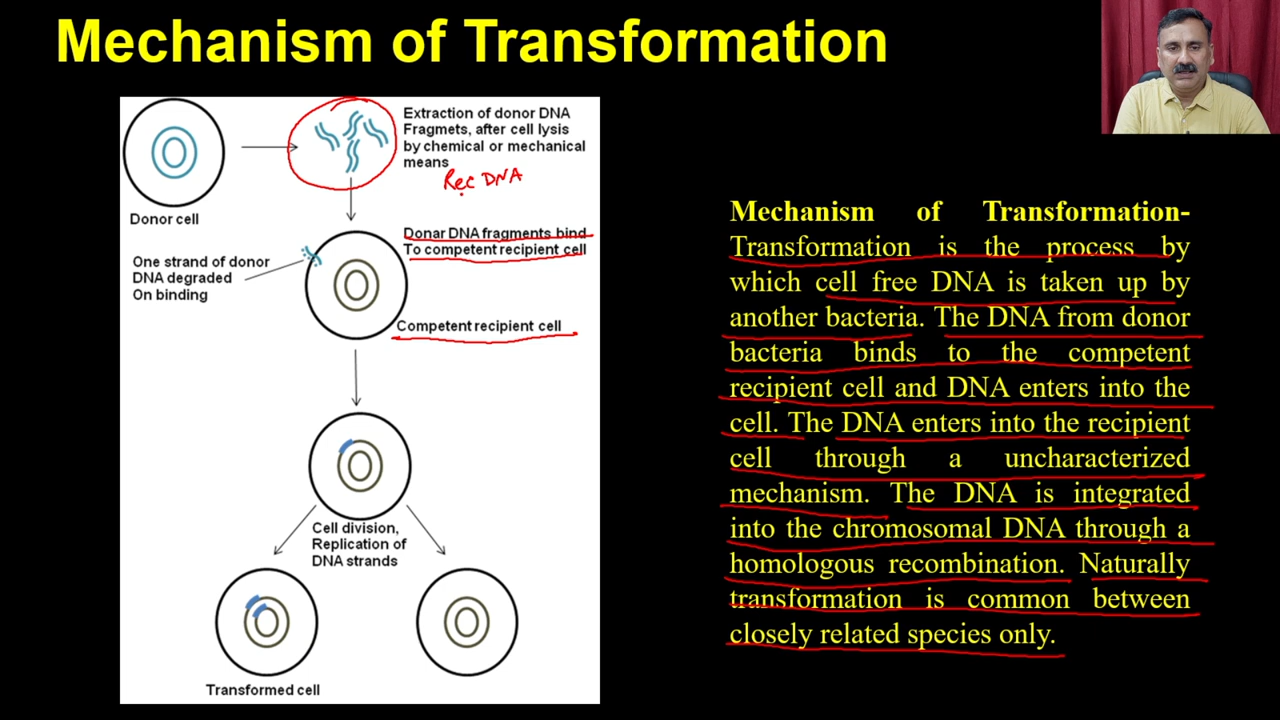 Mechanism of Transformation
Extraction of donor DNA
Fragmets, after cell lysis
by chemical or mechanical
means
Rec DNA
Donor cell
Donar DNA fragments bind
To competent recipient cell
One strand of donor
DNA degraded
On binding
Competent recipient cell
Cell division,
Replication of
DNA strands
Transformed cell
Mechanism of Transformation-
Transformation is the process by
which cell free DNA is taken up by
another bacteria. The DNA from donor
bacteria binds to the competent
recipient cell and DNA enters into the
cell. The DNA enters into the recipient
cell through a uncharacterized
mechanism. The DNA is integrated
into the chromosomal DNA through a
homologous recombination. Naturally
transformation is common between
closely related species only.